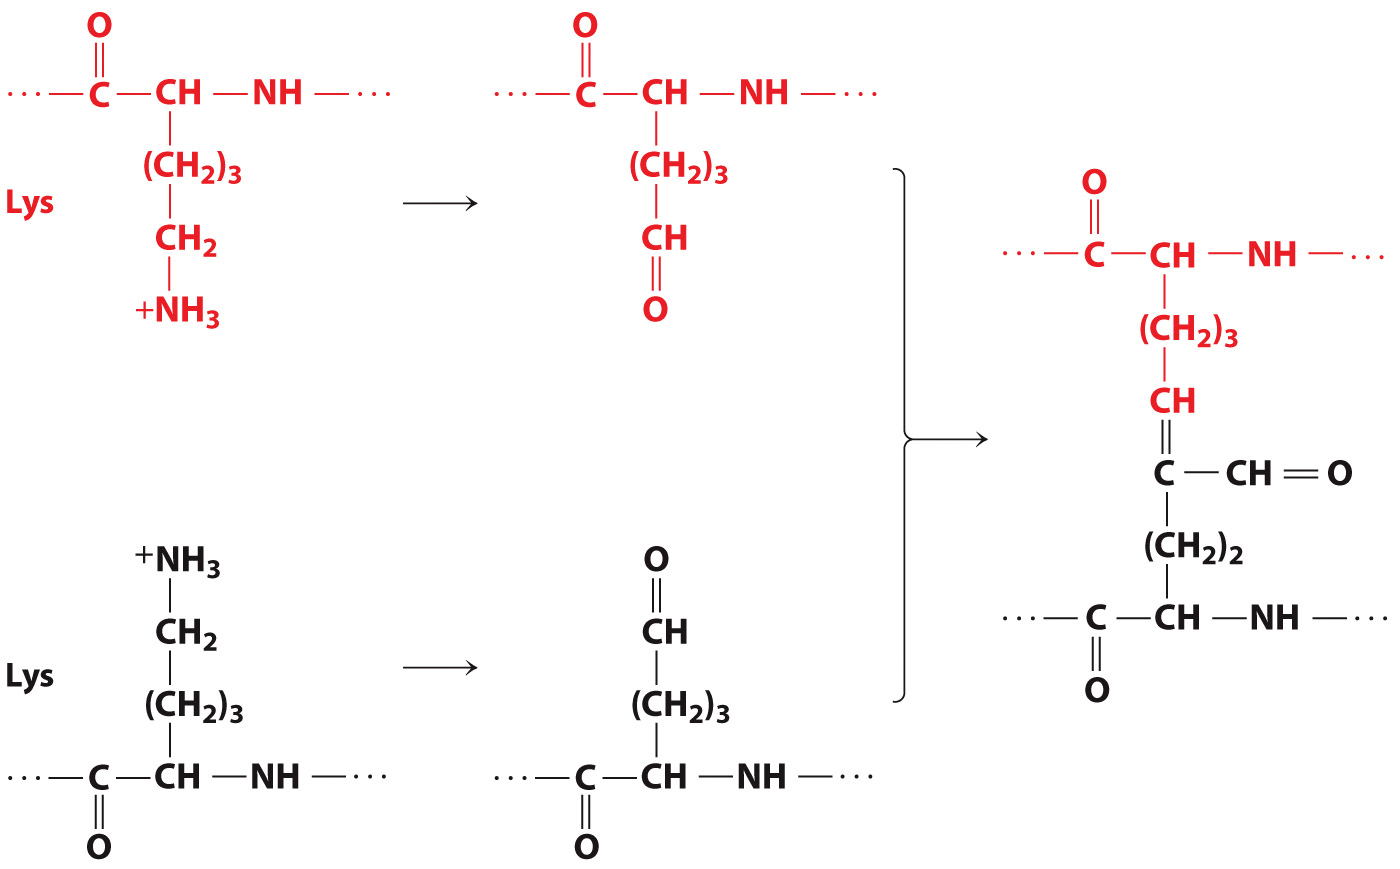 O O
··· C CH NH ··· ··· C CH NH ···
(CH₂)₃ (CH₂)₃
O
Lys
CH₂ CH
··· C CH NH ···
⁺NH₃ O
(CH₂)₃
CH
C CH O
⁺NH₃ O
(CH₂)₂
CH₂ CH
··· C CH NH ···
Lys
O
(CH₂)₃ (CH₂)₃
··· C CH NH ··· ··· C CH NH ···
O O